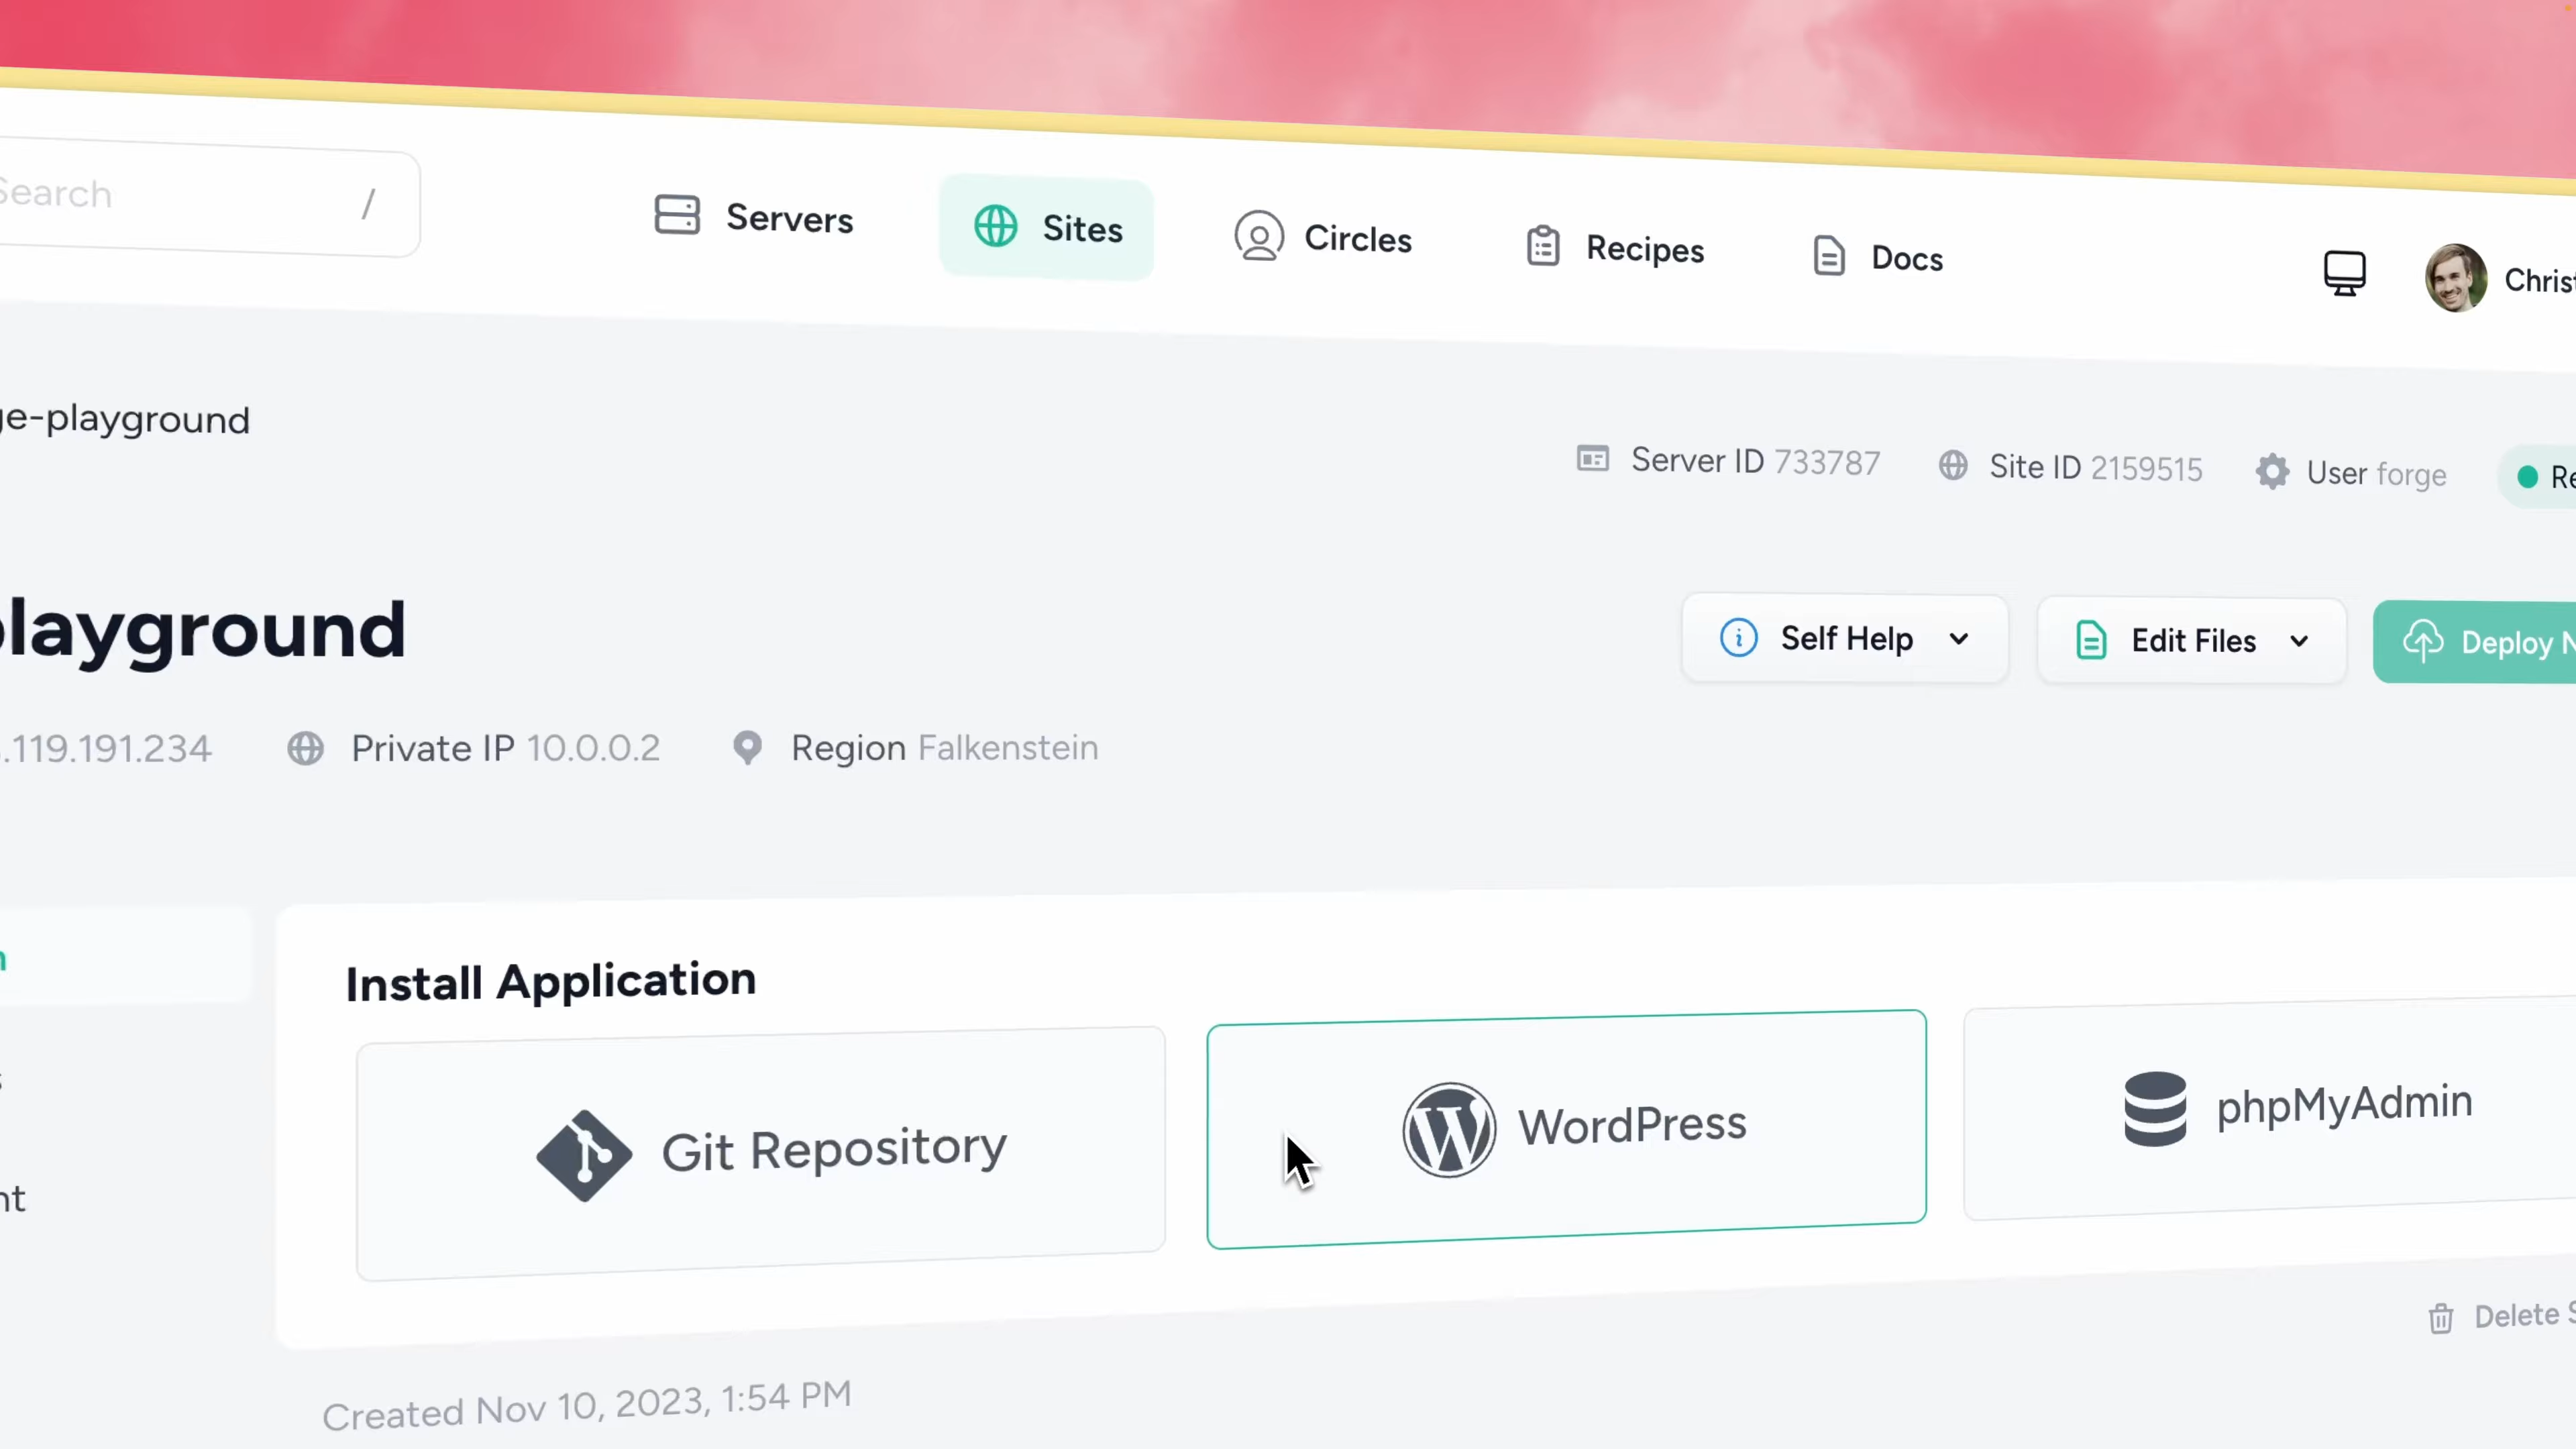 Search /
Servers
Sites
Circles
Recipes
Docs
Christ
ge-playground
Server ID 733787
Site ID 2159515
User forge
Re
playground
Self Help
Edit Files
Deploy N
.119.191.234
Private IP 10.0.0.2
Region Falkenstein
Install Application
Git Repository
WordPress
phpMyAdmin
nt
Delete S
Created Nov 10, 2023, 1:54 PM